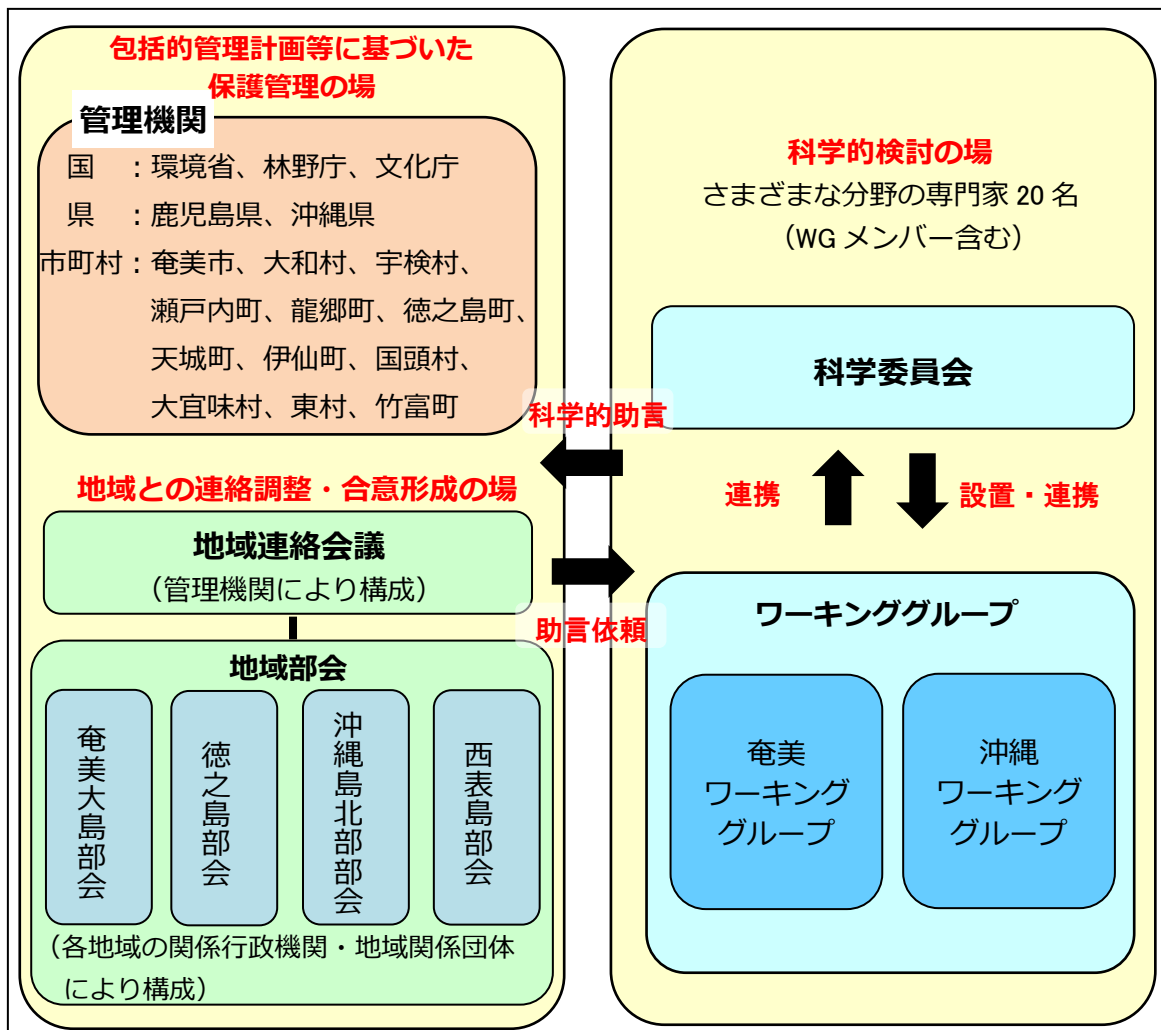 包括的管理計画等に基づいた
保護管理の場
管理機関
国 ：環境省、林野庁、文化庁
県 ：鹿児島県、沖縄県
市町村：奄美市、大和村、宇検村、
瀬戸内町、龍郷町、徳之島町、
天城町、伊仙町、国頭村、
大宜味村、東村、竹富町
地域との連絡調整・合意形成の場
地域連絡会議
（管理機関により構成）
地域部会
奄美大島部会
徳之島部会
沖縄島北部部会
西表島部会
（各地域の関係行政機関・地域関係団体
により構成）
科学的助言
助言依頼
科学的検討の場
さまざまな分野の専門家 20 名
（WG メンバー含む）
科学委員会
連携
設置・連携
ワーキンググループ
奄美
ワーキング
グループ
沖縄
ワーキング
グループ